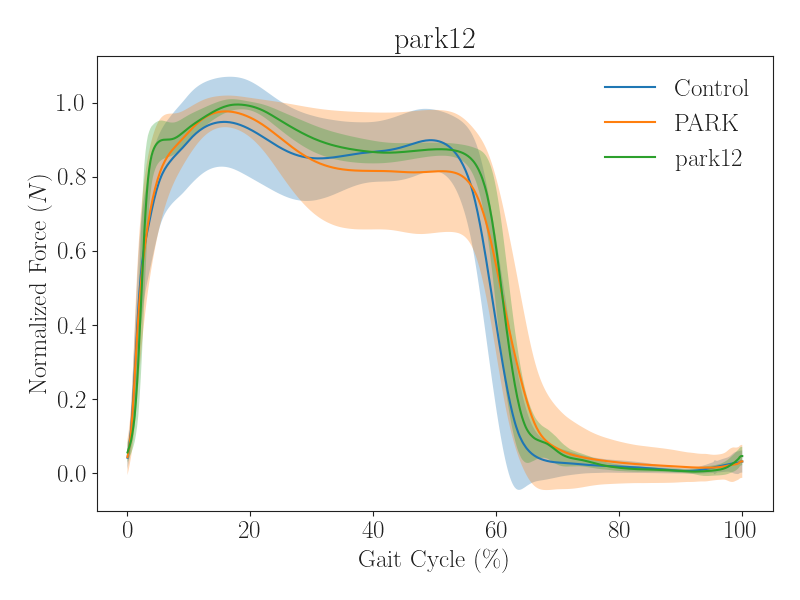 park12
Control
PARK
park12
Normalized Force (N)
1.0
0.8
0.6
0.4
0.2
0.0
0 20 40 60 80 100
Gait Cycle (%)